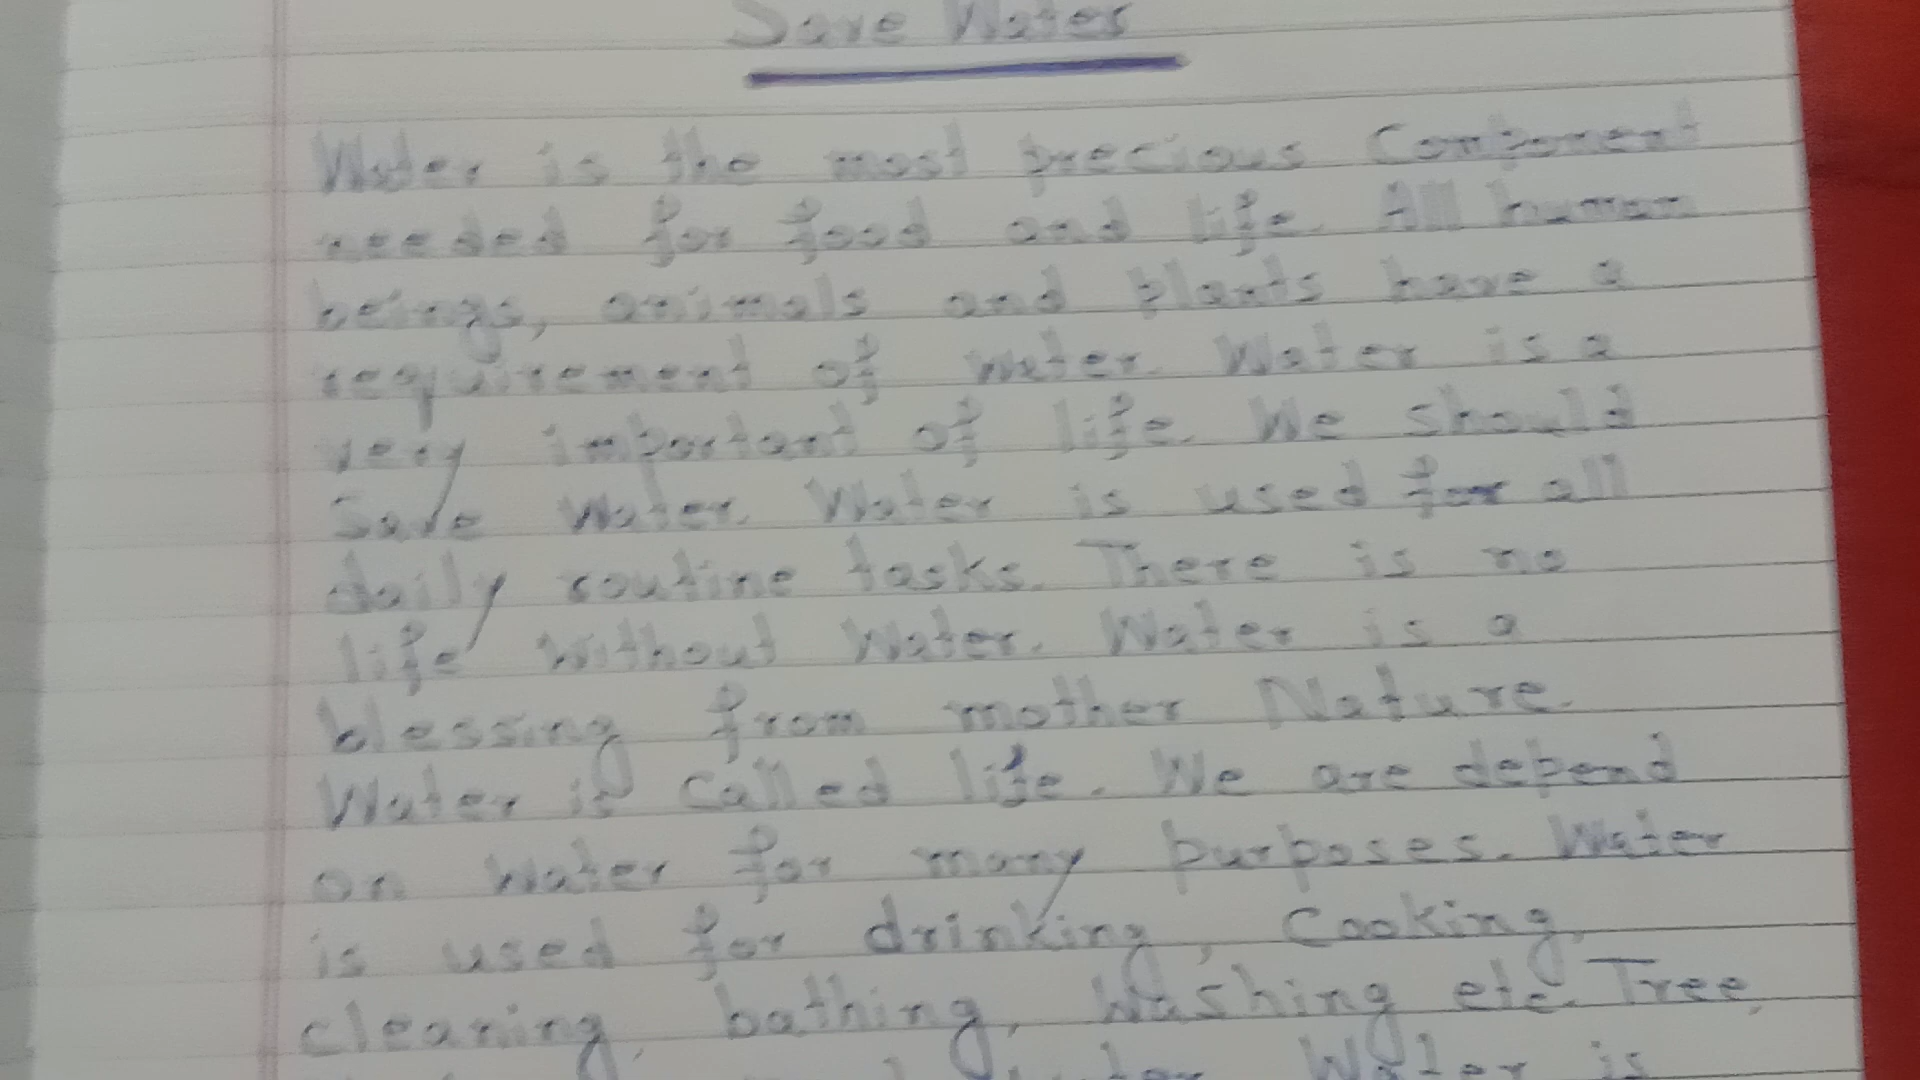 Save Water
Water is the most precious Component
needed for food and life. All human
beings, animals and plants have a
requirement of water. Water is a
very important of life. We should
Save Water. Water is used for all
daily routine tasks. There is no
life without Water. Water is a
blessing from mother Nature.
Water is Called life. We are depend
on Water for many purposes. Water
is used for drinking, Cooking,
cleaning, bathing, Washing etc. Tree,
Water is